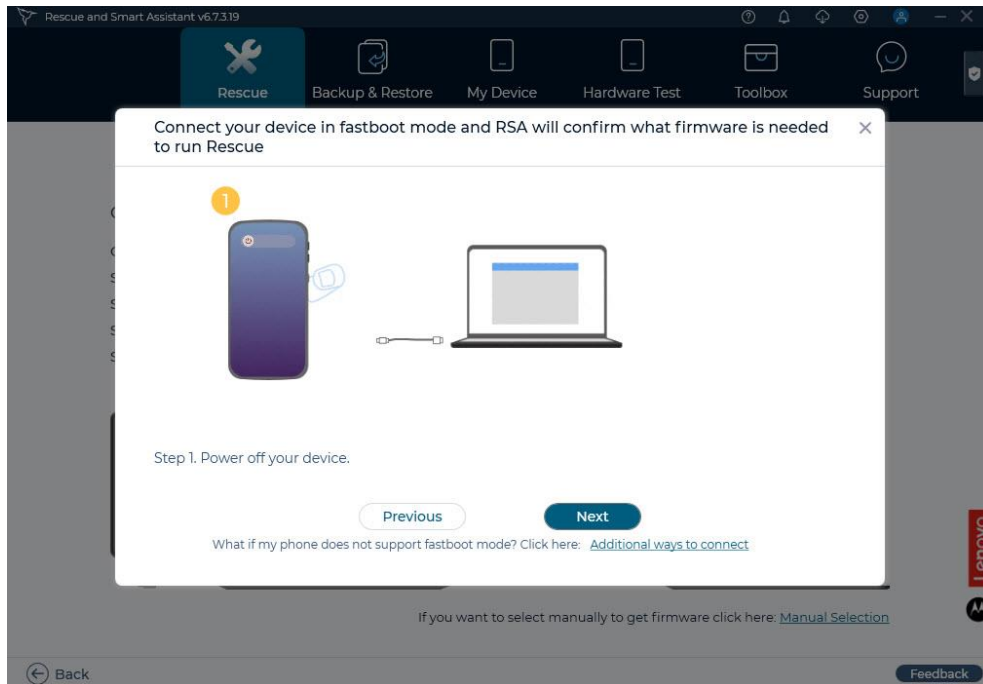 Rescue and Smart Assistant v6.7.3.19
Rescue
Backup & Restore
My Device
Hardware Test
Toolbox
Support
Connect your device in fastboot mode and RSA will confirm what firmware is needed
to run Rescue
1
Step 1. Power off your device.
Previous
Next
What if my phone does not support fastboot mode? Click here: Additional ways to connect
Lenovo
If you want to select manually to get firmware click here: Manual Selection
Back
Feedback